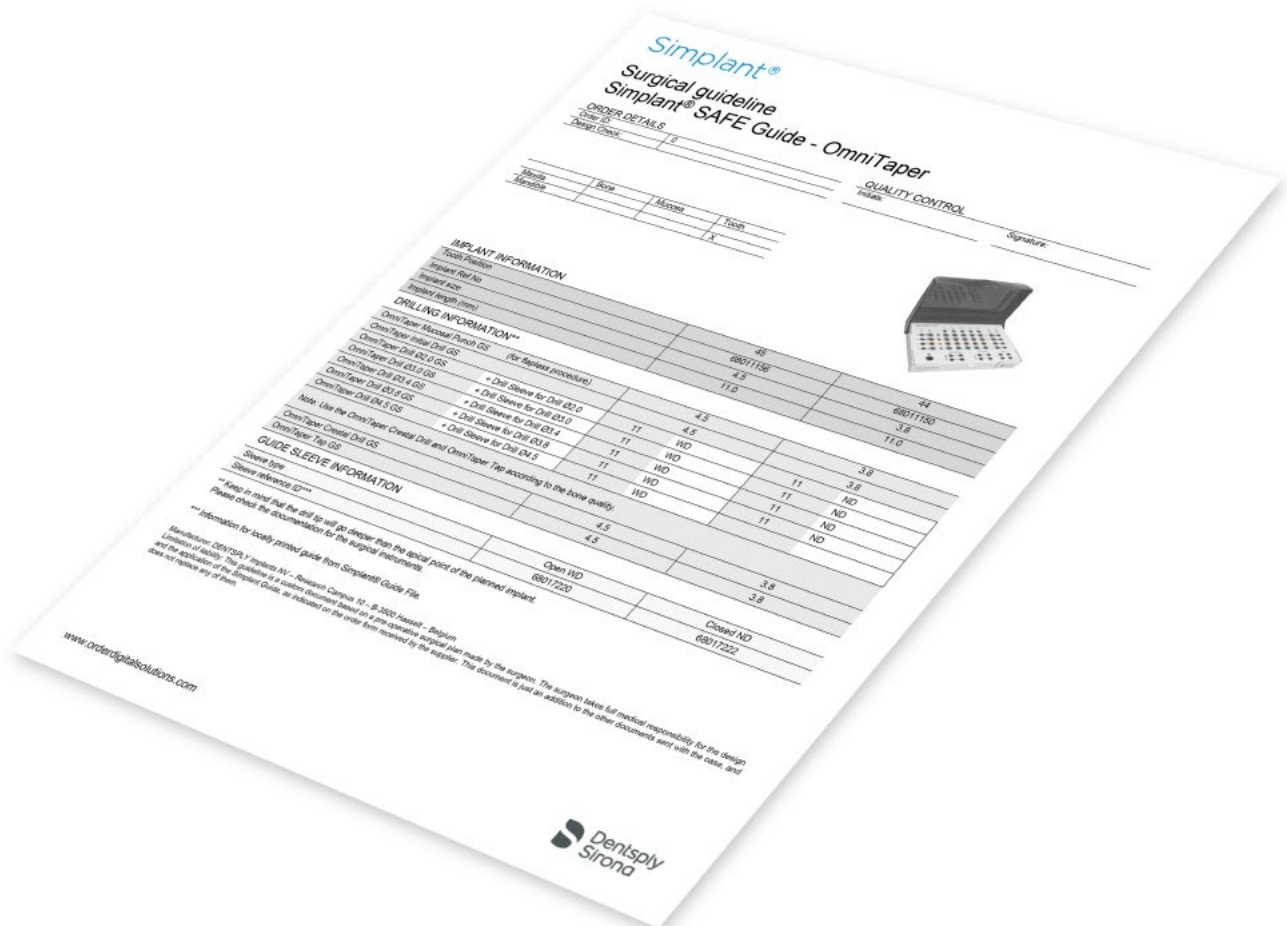 Simplant®
Surgical guideline
Simplant® SAFE Guide - OmniTaper
ORDER DETAILS
Order ID: 0
Design Check:
QUALITY CONTROL
Initials: Signature:
Bone Mucosa Tooth
Maxilla
Mandible X
IMPLANT INFORMATION
Tooth Position 45 44
Implant Ref No 68011156 68011150
Implant size 4.5 3.8
Implant length (mm) 11.0 11.0
DRILLING INFORMATION**
OmniTaper Mucosal Punch GS (for flapless procedure) 4.5 3.8
OmniTaper Initial Drill GS 4.5 3.8
OmniTaper Drill Ø2.0 GS + Drill Sleeve for Drill Ø2.0 11 WD 11 ND
OmniTaper Drill Ø3.0 GS + Drill Sleeve for Drill Ø3.0 11 WD 11 ND
OmniTaper Drill Ø3.4 GS + Drill Sleeve for Drill Ø3.4 11 WD 11 ND
OmniTaper Drill Ø3.8 GS + Drill Sleeve for Drill Ø3.8 11 WD 11 ND
OmniTaper Drill Ø4.5 GS + Drill Sleeve for Drill Ø4.5 11 WD
Note: Use the OmniTaper Crestal Drill and OmniTaper Tap according to the bone quality.
OmniTaper Crestal Drill GS 4.5 3.8
OmniTaper Tap GS 4.5 3.8
GUIDE SLEEVE INFORMATION
Sleeve type Open WD Closed ND
Sleeve reference ID*** 68017220 68017222
** Keep in mind that the drill tip will go deeper than the apical point of the planned implant.
Please check the documentation for the surgical instruments.
*** Information for locally printed guide from Simplant® Guide File.
Manufacturer: DENTSPLY Implants NV – Research Campus 10 – B-3500 Hasselt – Belgium
Limitation of liability: This guideline is a custom document based on a pre-operative surgical plan made by the surgeon. The surgeon takes full medical responsibility for the design
and the application of the Simplant Guide, as indicated on the order form received by the supplier. This document is just an addition to the other documents sent with the case, and
does not replace any of them.
www.orderdigitalsolutions.com
Dentsply
Sirona